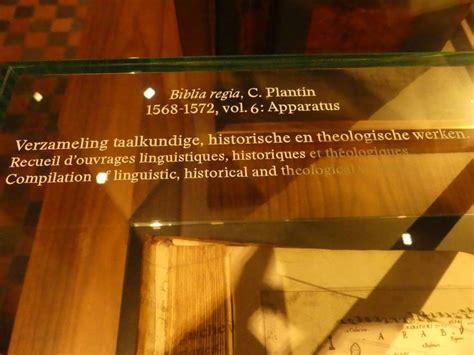 Biblia regia, C. Plantin
1568-1572, vol. 6: Apparatus
Verzameling taalkundige, historische en theologische werken.
Recueil d'ouvrages linguistiques, historiques et théologiques
Compilation of linguistic, historical and theological
ARAB